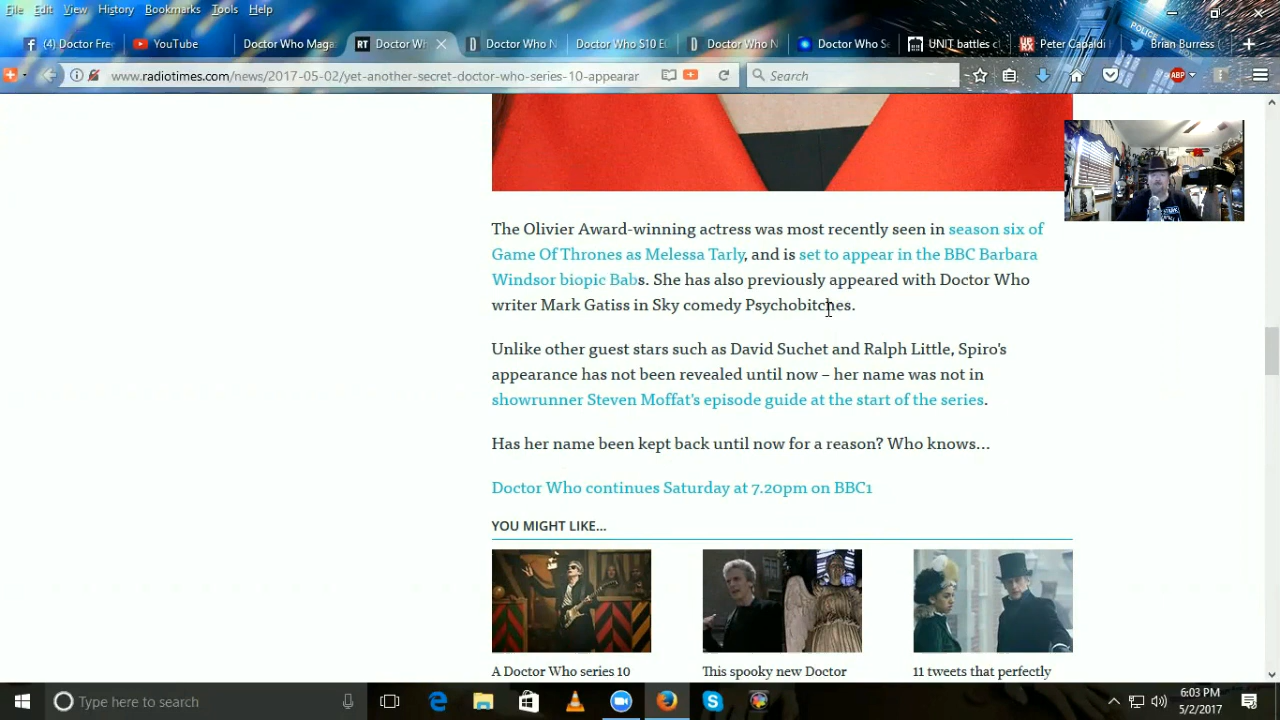 File Edit View History Bookmarks Tools Help
(4) Doctor Fre
YouTube
Doctor Who Maga
RT Doctor Wh
Doctor Who N
Doctor Who S10 E
Doctor Who N
Doctor Who Se
UNIT battles c
Peter Capaldi
Brian Burress (
www.radiotimes.com/news/2017-05-02/yet-another-secret-doctor-who-series-10-appearar
Search
ABP
The Olivier Award-winning actress was most recently seen in season six of
Game Of Thrones as Melessa Tarly, and is set to appear in the BBC Barbara
Windsor biopic Babs. She has also previously appeared with Doctor Who
writer Mark Gatiss in Sky comedy Psychobitches.
Unlike other guest stars such as David Suchet and Ralph Little, Spiro's
appearance has not been revealed until now – her name was not in
showrunner Steven Moffat's episode guide at the start of the series.
Has her name been kept back until now for a reason? Who knows...
Doctor Who continues Saturday at 7.20pm on BBC1
YOU MIGHT LIKE...
A Doctor Who series 10
This spooky new Doctor
11 tweets that perfectly
Type here to search
6:03 PM
5/2/2017